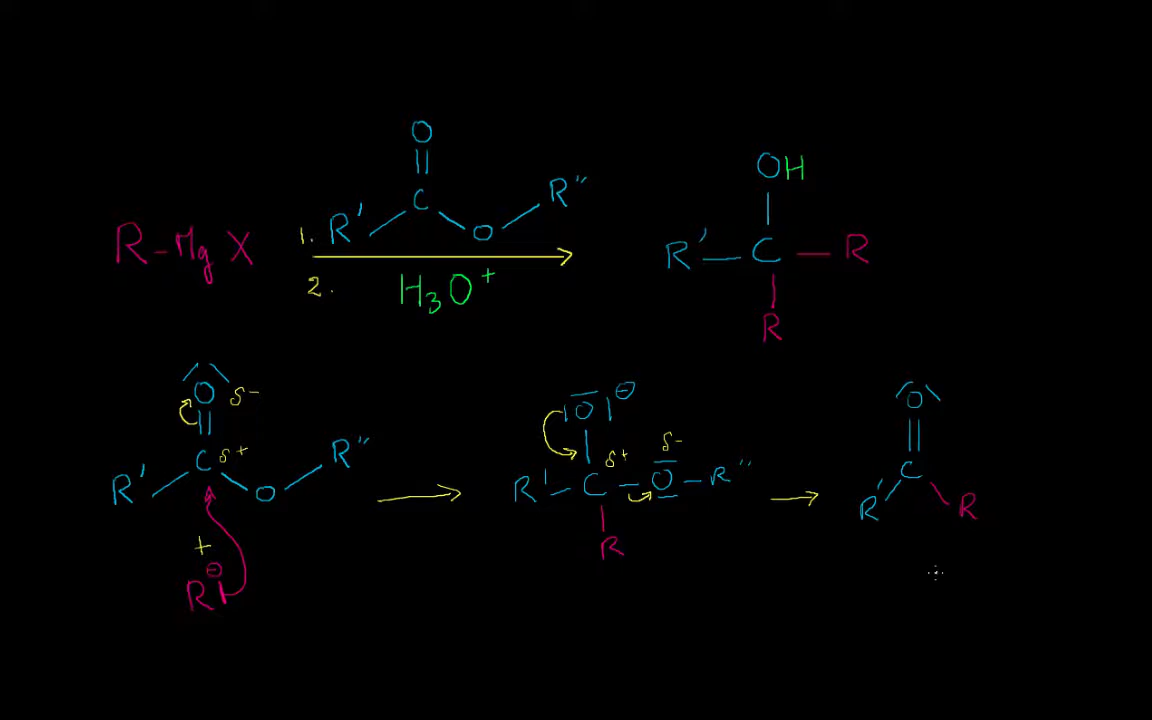 O
R' C O R''
R-MgX 1.
2. H3O+
OH
R' - C - R
R
O δ-
C δ+
R' O R''
+
R ⊖
O ⊖
δ+ δ-
R' - C - O - R''
R
O
C
R' R